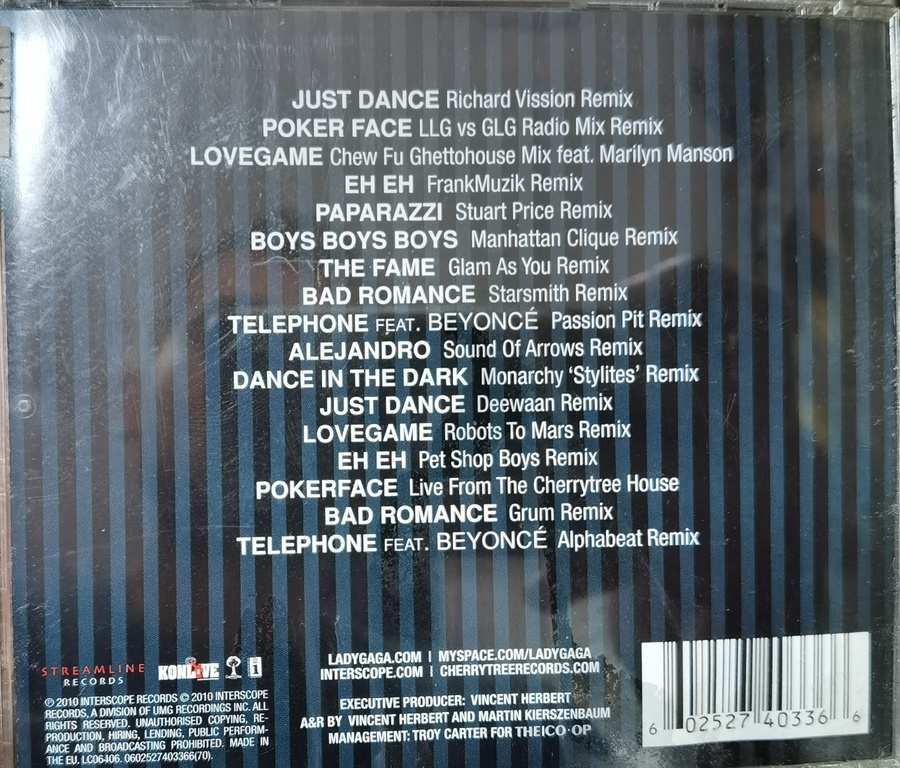 JUST DANCE Richard Vission Remix
POKER FACE LLG vs GLG Radio Mix Remix
LOVEGAME Chew Fu Ghettohouse Mix feat. Marilyn Manson
EH EH FrankMuzik Remix
PAPARAZZI Stuart Price Remix
BOYS BOYS BOYS Manhattan Clique Remix
THE FAME Glam As You Remix
BAD ROMANCE Starsmith Remix
TELEPHONE FEAT. BEYONCÉ Passion Pit Remix
ALEJANDRO Sound Of Arrows Remix
DANCE IN THE DARK Monarchy 'Stylites' Remix
JUST DANCE Deewaan Remix
LOVEGAME Robots To Mars Remix
EH EH Pet Shop Boys Remix
POKERFACE Live From The Cherrytree House
BAD ROMANCE Grum Remix
TELEPHONE FEAT. BEYONCÉ Alphabeat Remix
STREAMLINE
RECORDS
KONLIVE
i
℗ 2010 INTERSCOPE RECORDS © 2010 INTERSCOPE
RECORDS, A DIVISION OF UMG RECORDINGS INC. ALL
RIGHTS RESERVED. UNAUTHORISED COPYING, RE-
PRODUCTION, HIRING, LENDING, PUBLIC PERFORM-
ANCE AND BROADCASTING PROHIBITED. MADE IN
THE EU. LC06406. 0602527403366(70).
LADYGAGA.COM | MYSPACE.COM/LADYGAGA
INTERSCOPE.COM | CHERRYTREERECORDS.COM
EXECUTIVE PRODUCER: VINCENT HERBERT
A&R BY VINCENT HERBERT AND MARTIN KIERSZENBAUM
MANAGEMENT: TROY CARTER FOR THEICO·OP
6 02527 40336 6